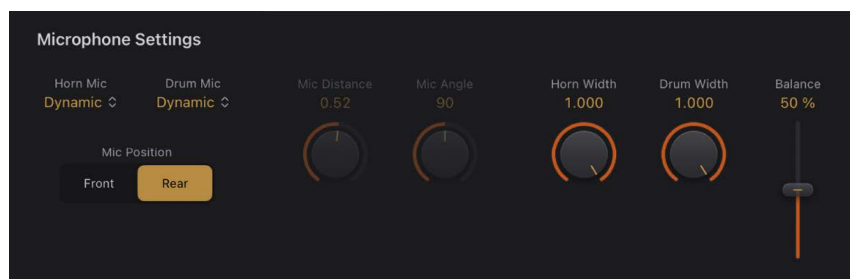 Microphone Settings
Horn Mic
Dynamic
Drum Mic
Dynamic
Mic Position
Front
Rear
Mic Distance
0.52
Mic Angle
90
Horn Width
1.000
Drum Width
1.000
Balance
50 %